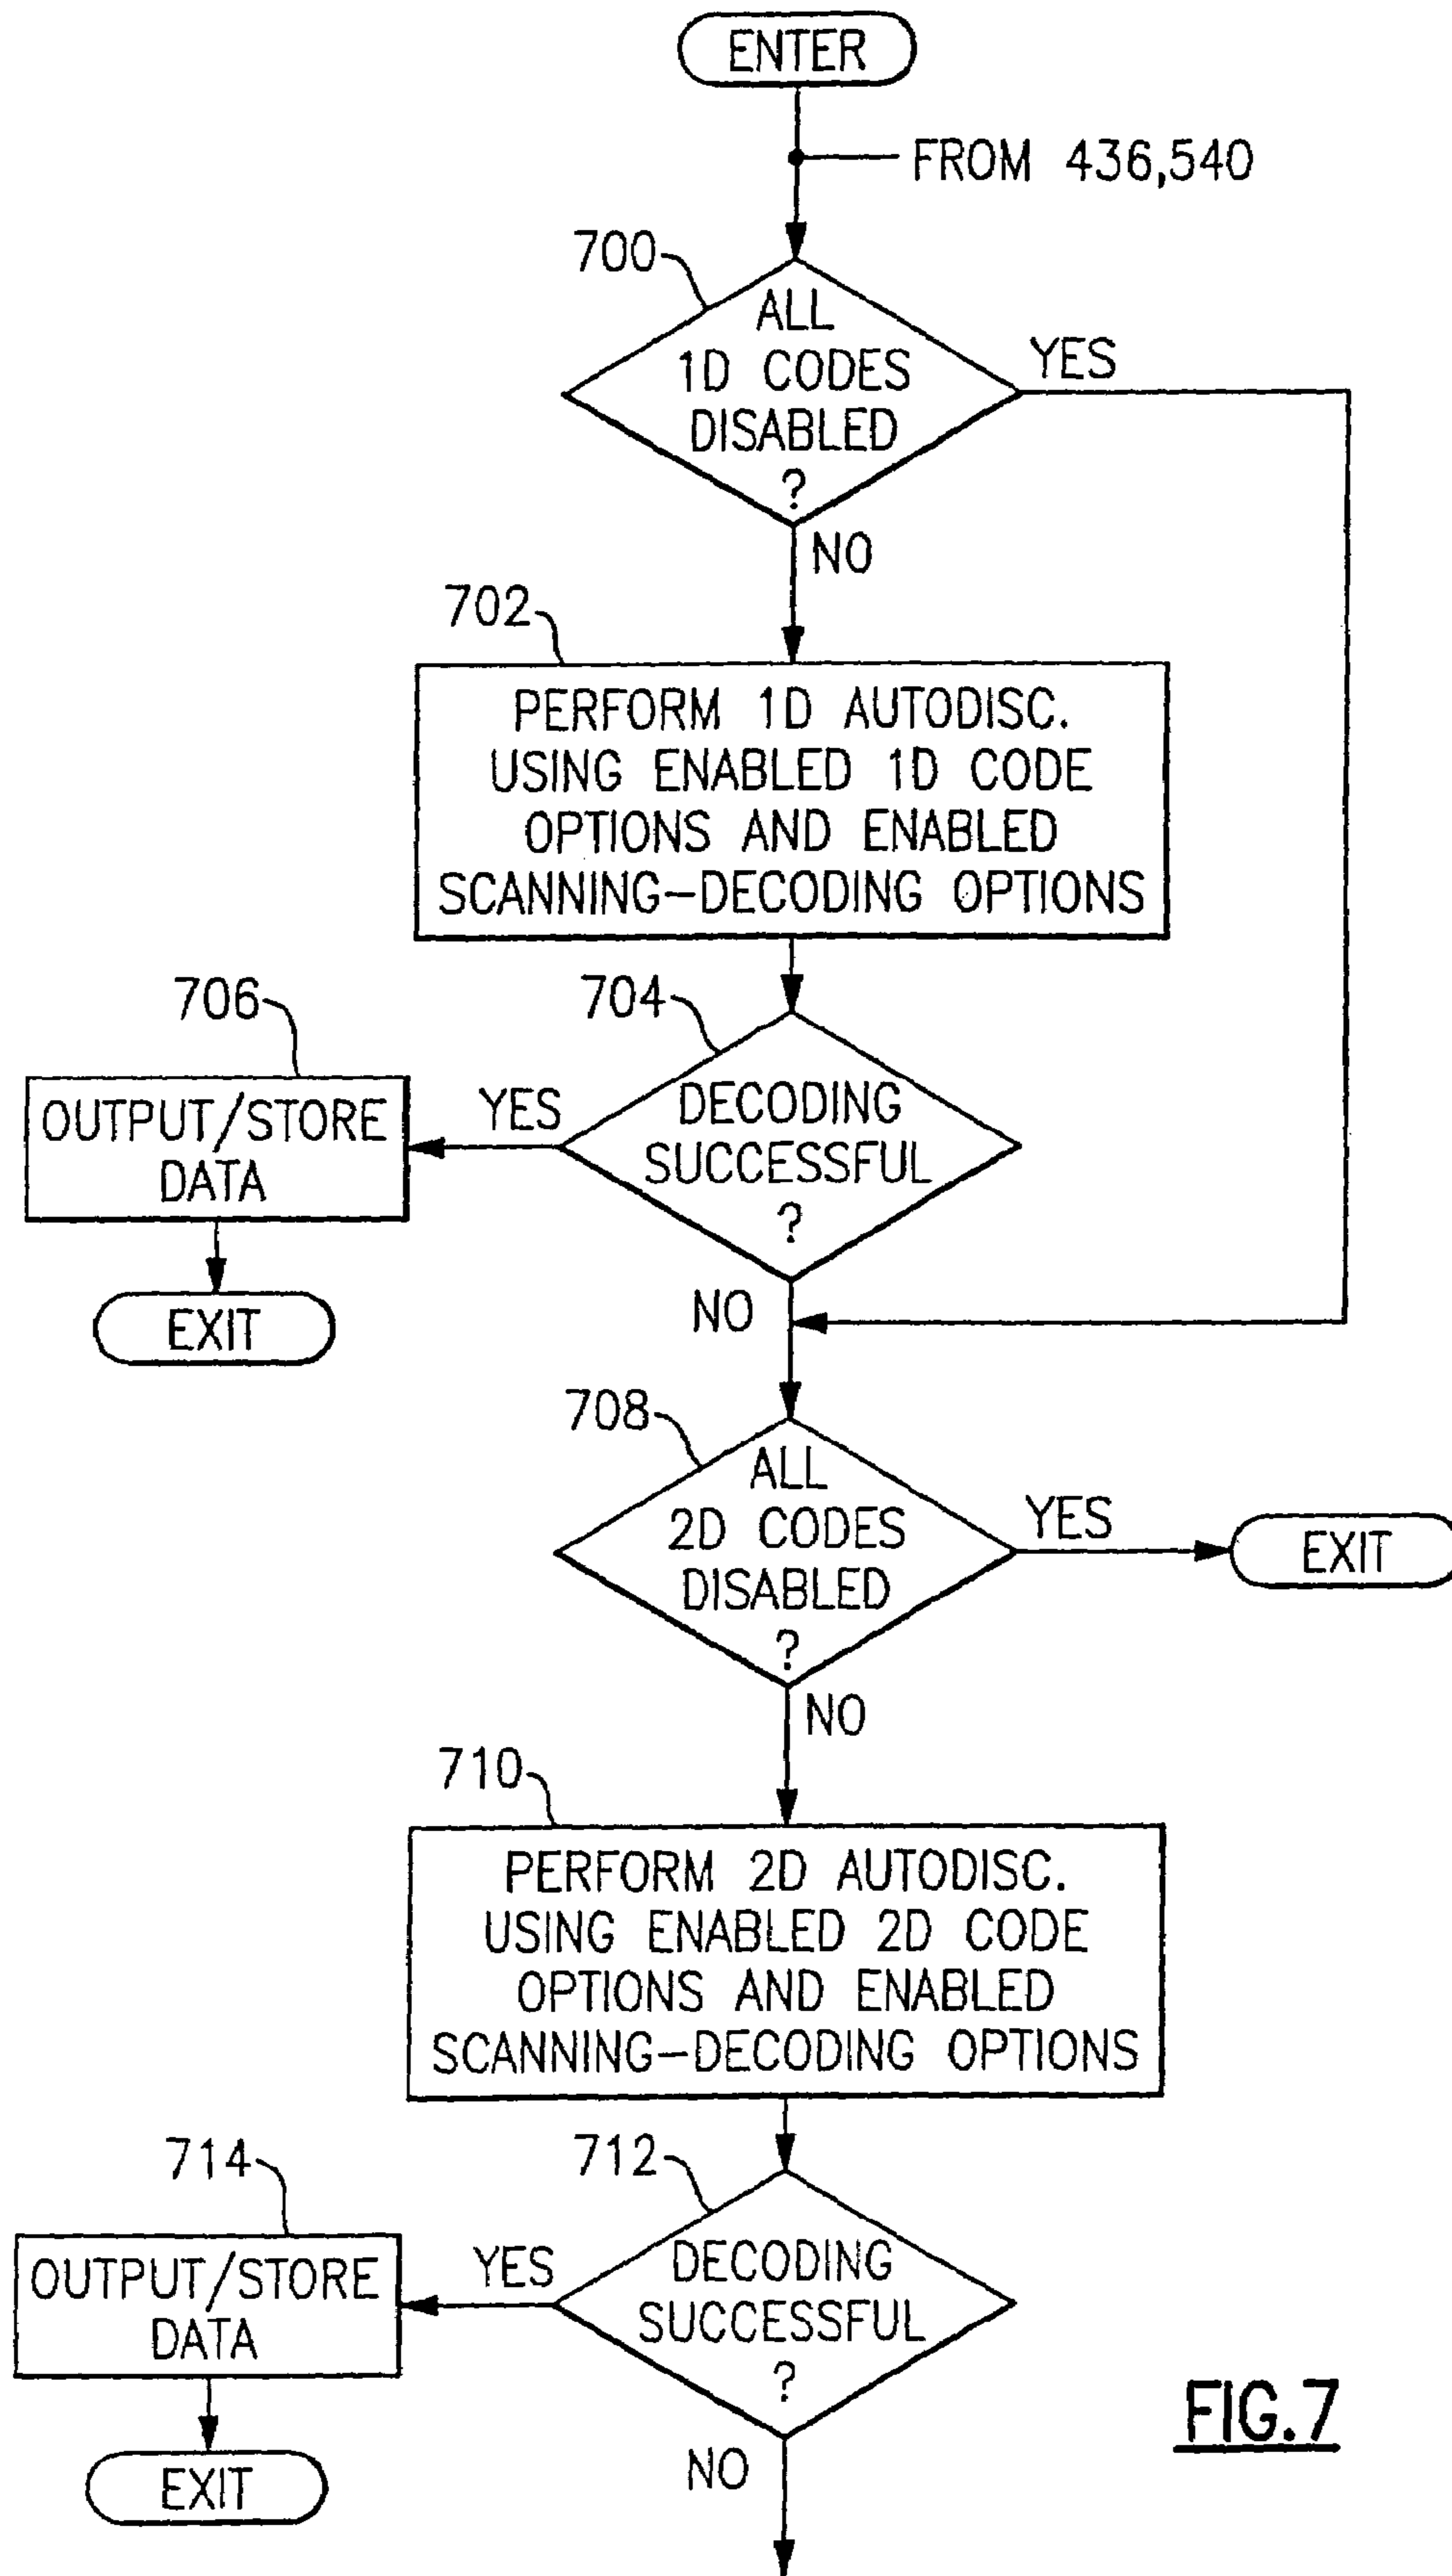 ENTER
FROM 436,540
700
ALL
1D CODES
DISABLED
?
YES
NO
702
PERFORM 1D AUTODISC.
USING ENABLED 1D CODE
OPTIONS AND ENABLED
SCANNING-DECODING OPTIONS
706
704
OUTPUT/STORE
DATA
YES
DECODING
SUCCESSFUL
?
EXIT
NO
708
ALL
2D CODES
DISABLED
?
YES
EXIT
NO
710
PERFORM 2D AUTODISC.
USING ENABLED 2D CODE
OPTIONS AND ENABLED
SCANNING-DECODING OPTIONS
714
712
OUTPUT/STORE
DATA
YES
DECODING
SUCCESSFUL
?
EXIT
NO
FIG.7